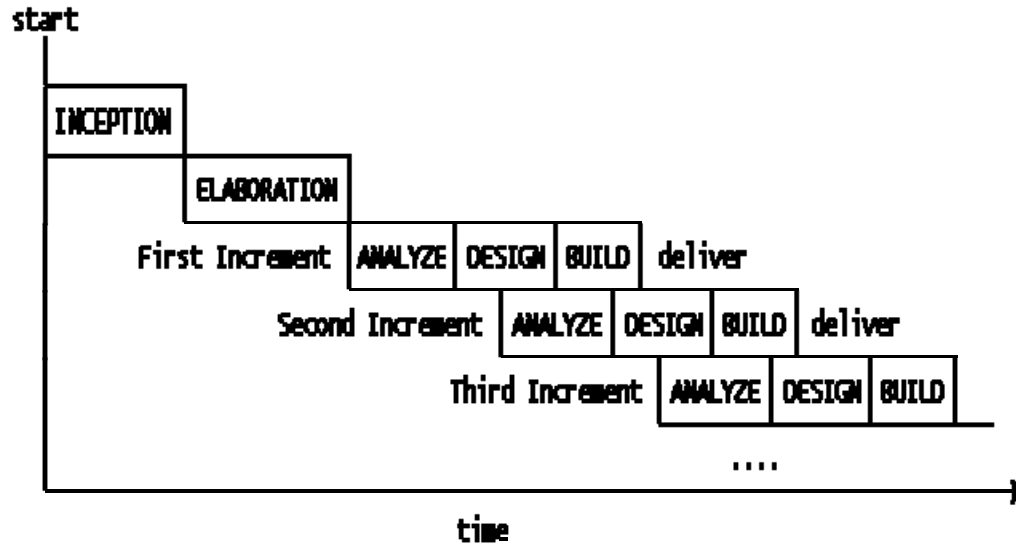 start
INCEPTION
ELABORATION
First Increment ANALYZE DESIGN BUILD deliver
Second Increment ANALYZE DESIGN BUILD deliver
Third Increment ANALYZE DESIGN BUILD
....
time